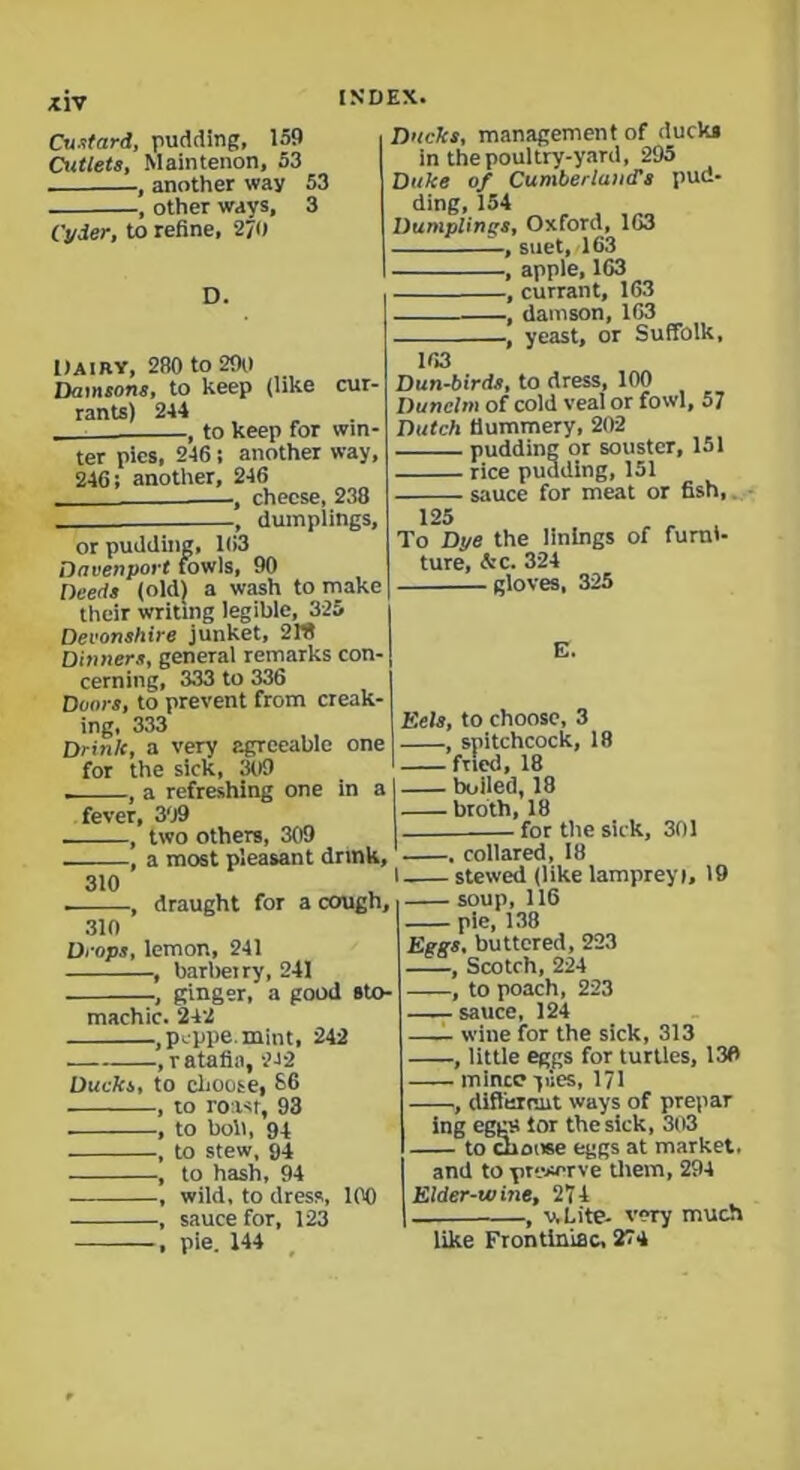 xiv
INDEX.
Custard, pudding, 159
Cutlets, Maintenon, 53
———, another way 53
———, other ways, 3
Cyder, to refine, 270
D.
DAIRY, 280 to 290
Damsons, to keep (like cur-
rants) 244
———, to keep for win-
ter pies, 246; another way,
246; another, 246
———, cheese, 238
———, dumplings,
or pudding, 163
Davenport fowls, 90
Deeds (old) a wash to make
their writing legible, 325
Devonshire junket, 218
Dinners, general remarks con-
cerning, 333 to 336
Doors, to prevent from creak-
ing, 333
Drink, a very agreeable one
for the sick, 309
———, a refreshing one in a
fever, 309
———, two others, 309
———, a most pleasant drink,
310
———, draught for a cough,
310
Drops, lemon, 241
———, barberry, 241
———, ginger, a good sto-
machic. 242
———, peppe.mint, 242
———, ratafia, 242
Ducks, to choose, 86
———, to roast, 93
———, to boil, 94
———, to stew, 94
———, to hash, 94
———, wild, to dress, 100
———, sauce for, 123
———, pie. 144
Ducks, management of ducks
in the poultry-yard, 295
Duke of Cumberland's pud-
ding, 154
Dumplings, Oxford, 163
———, suet, 163
———, apple, 163
———, currant, 163
———, damson, 163
———, yeast, or Suffolk,
163
Dun-birds, to dress, 100
Dunelm of cold veal or fowl, 57
Dutch flummery, 202
——— pudding or souster, 151
——— rice pudding, 151
——— sauce for meat or fish,
125
To Dye the linings of furni-
ture, &c. 324
——— gloves, 325
E.
Eels, to choose, 3
———, spitchcock, 18
——— fried, 18
——— boiled, 18
——— broth, 18
——— for the sick, 301
———. collared, 18
——— stewed (like lamprey), 19
——— soup, 116
——— pie, 138
Eggs, buttered, 223
———, Scotch, 224
———, to poach, 223
——— sauce, 124
——— wine for the sick, 313
———, little eggs for turtles, 130
——— mince pies, 171
———, different ways of prepar
ing eggs for the sick, 303
——— to choose eggs at market,
and to preserve them, 294
Elder-wine, 274
———, white- very much
like Frontiniac, 274